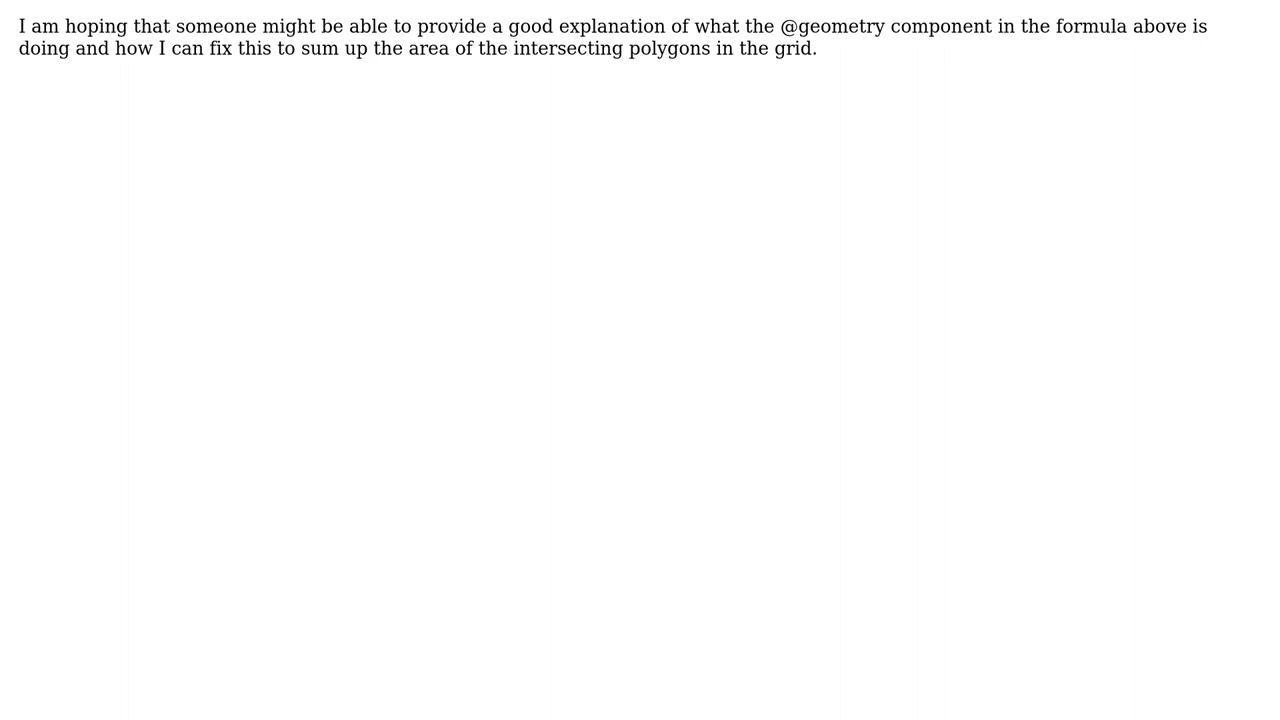 I am hoping that someone might be able to provide a good explanation of what the @geometry component in the formula above is
doing and how I can fix this to sum up the area of the intersecting polygons in the grid.